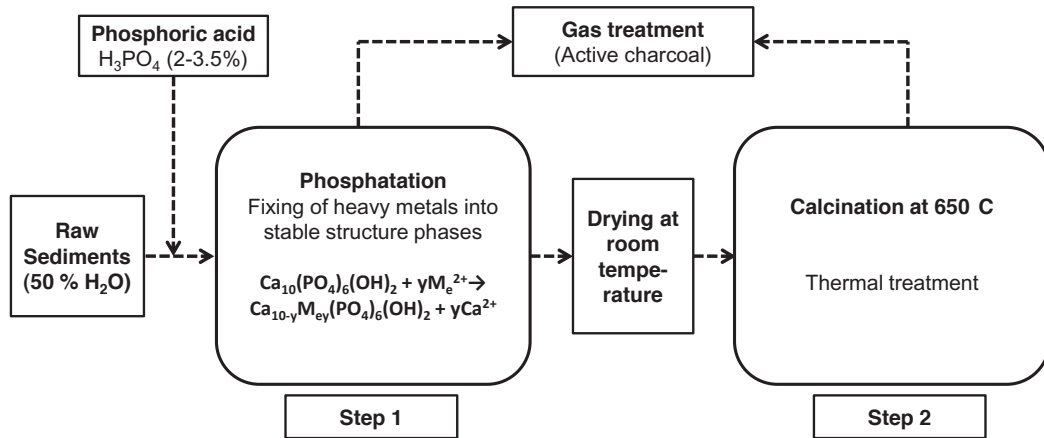 Phosphoric acid
H₃PO₄ (2-3.5%)
Gas treatment
(Active charcoal)
Raw
Sediments
(50 % H₂O)
Phosphatation
Fixing of heavy metals into
stable structure phases
Ca₁₀(PO₄)₆(OH)₂ + yMₑ²⁺→
Ca₁₀₋yMₑy(PO₄)₆(OH)₂ + yCa²⁺
Drying at
room
tempe-
rature
Calcination at 650 C
Thermal treatment
Step 1
Step 2